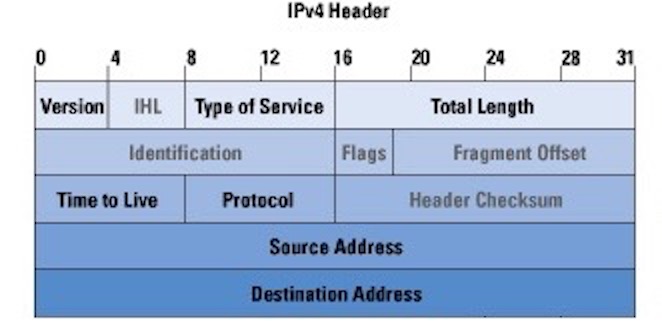 IPv4 Header
0 4 8 12 16 20 24 28 31
Version IHL Type of Service Total Length
Identification Flags Fragment Offset
Time to Live Protocol Header Checksum
Source Address
Destination Address